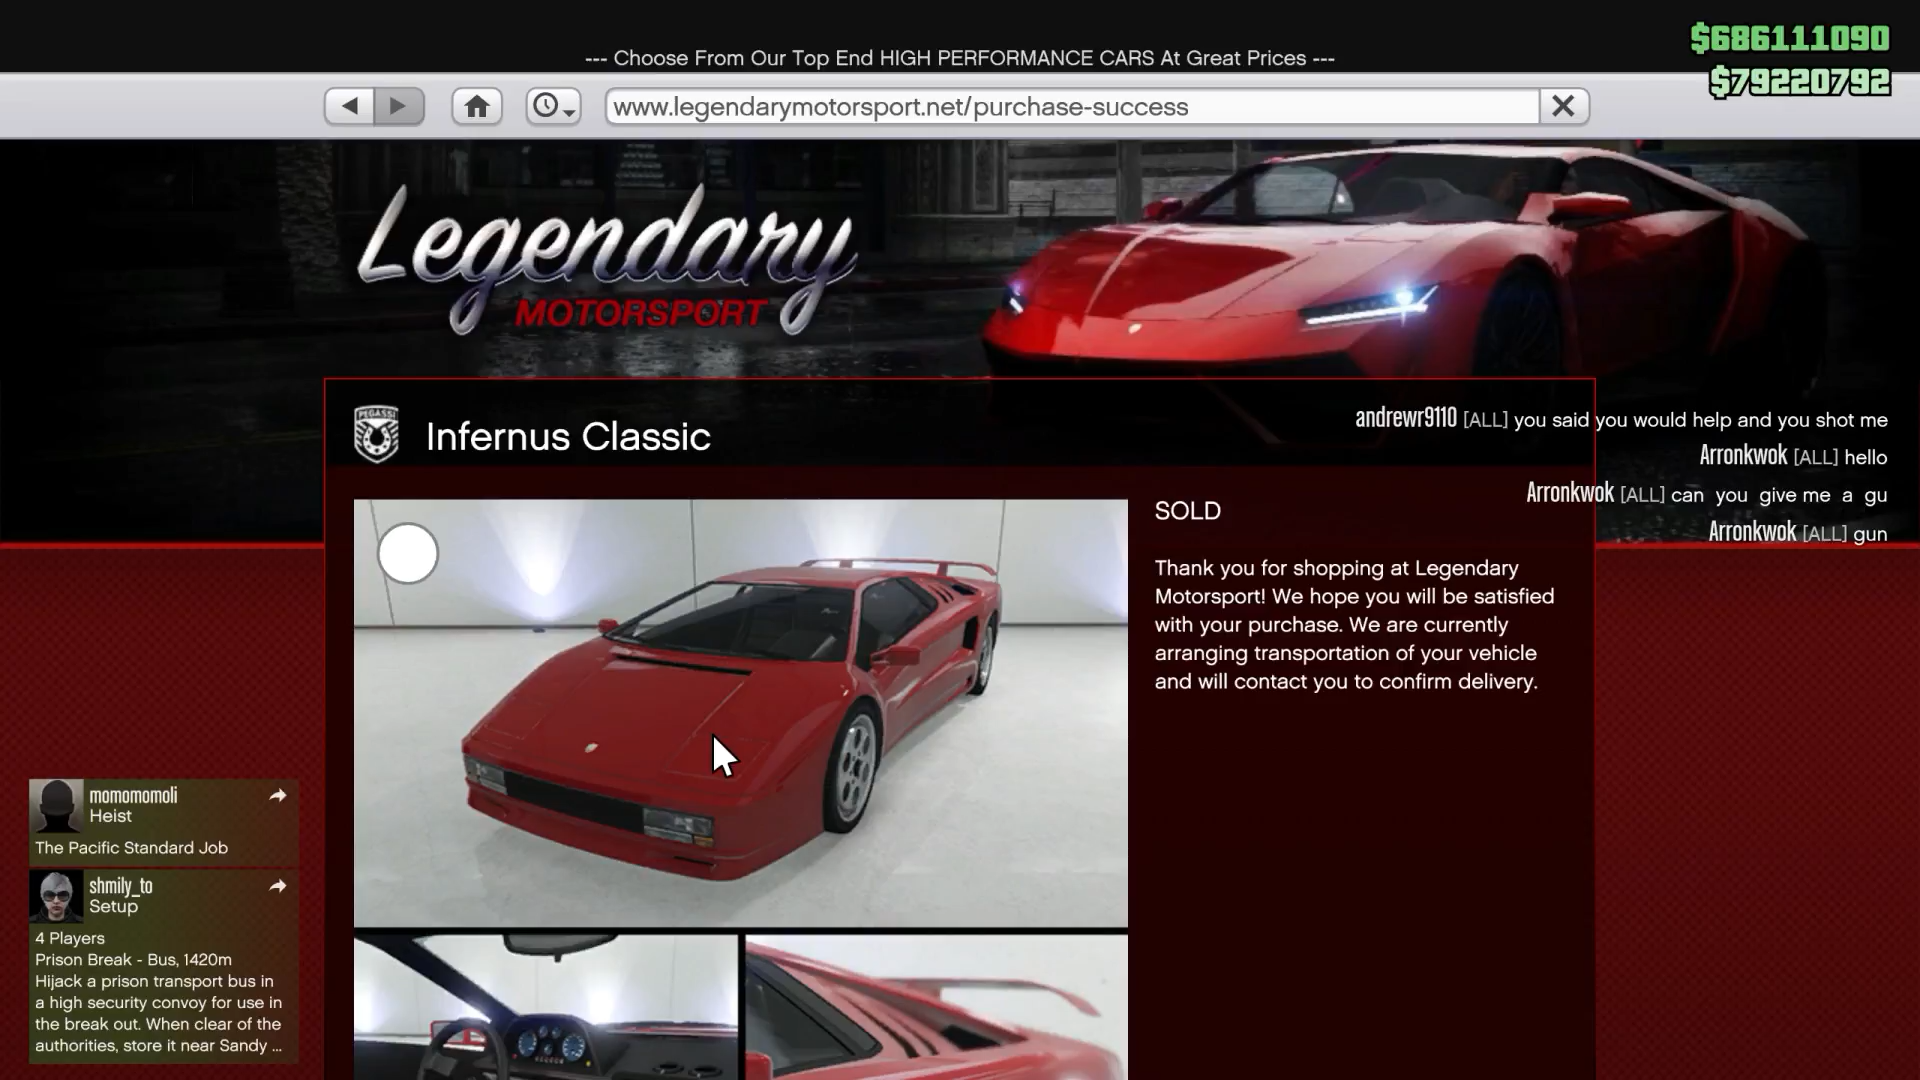 --- Choose From Our Top End HIGH PERFORMANCE CARS At Great Prices ---
$686111090
$79220792
www.legendarymotorsport.net/purchase-success
Legendary
MOTORSPORT
PEGASSI
Infernus Classic
andrewr9110 [ALL] you said you would help and you shot me
Arronkwok [ALL] hello
Arronkwok [ALL] can you give me a gu
Arronkwok [ALL] gun
SOLD
Thank you for shopping at Legendary
Motorsport! We hope you will be satisfied
with your purchase. We are currently
arranging transportation of your vehicle
and will contact you to confirm delivery.
momomomoli
Heist
The Pacific Standard Job
shmily_to
Setup
4 Players
Prison Break - Bus, 1420m
Hijack a prison transport bus in
a high security convoy for use in
the break out. When clear of the
authorities, store it near Sandy ...